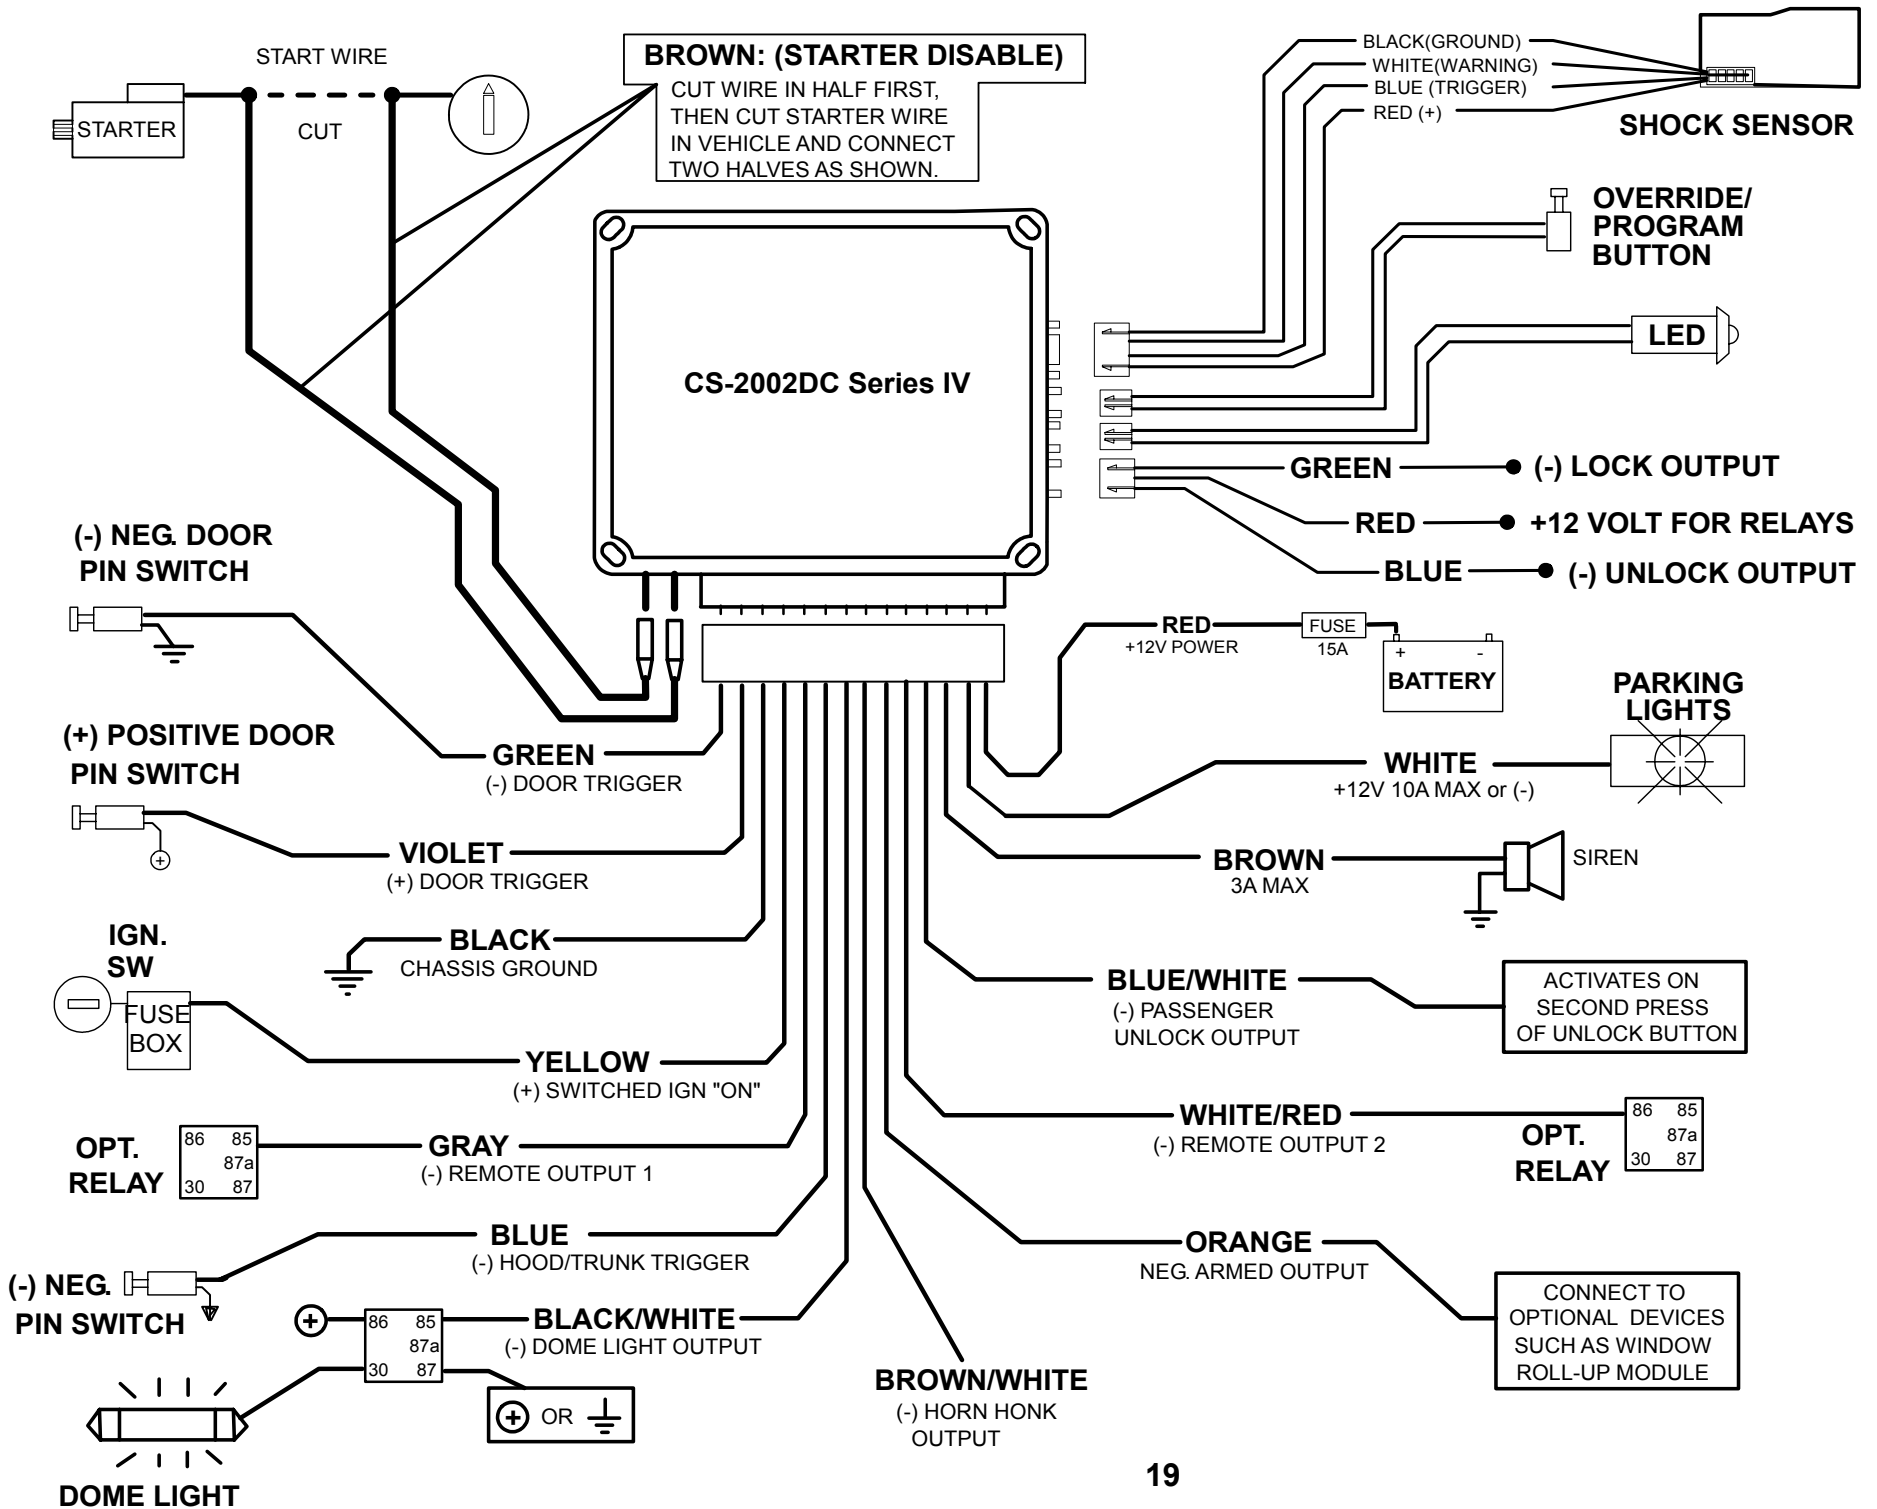 START WIRE
CUT
STARTER
BROWN: (STARTER DISABLE)
CUT WIRE IN HALF FIRST,
THEN CUT STARTER WIRE
IN VEHICLE AND CONNECT
TWO HALVES AS SHOWN.
BLACK(GROUND)
WHITE(WARNING)
BLUE (TRIGGER)
RED (+)
SHOCK SENSOR
OVERRIDE/
PROGRAM
BUTTON
LED
CS-2002DC Series IV
GREEN
(-) LOCK OUTPUT
RED
+12 VOLT FOR RELAYS
BLUE
(-) UNLOCK OUTPUT
(-) NEG. DOOR
PIN SWITCH
GREEN
(-) DOOR TRIGGER
(+) POSITIVE DOOR
PIN SWITCH
+
VIOLET
(+) DOOR TRIGGER
BLACK
CHASSIS GROUND
IGN.
SW
FUSE
BOX
YELLOW
(+) SWITCHED IGN "ON"
OPT.
RELAY
86 85
87a
30 87
GRAY
(-) REMOTE OUTPUT 1
BLUE
(-) HOOD/TRUNK TRIGGER
(-) NEG.
PIN SWITCH
+
86 85
87a
30 87
BLACK/WHITE
(-) DOME LIGHT OUTPUT
+ OR
DOME LIGHT
RED
+12V POWER
FUSE
15A
+ -
BATTERY
PARKING
LIGHTS
WHITE
+12V 10A MAX or (-)
BROWN
3A MAX
SIREN
BLUE/WHITE
(-) PASSENGER
UNLOCK OUTPUT
ACTIVATES ON
SECOND PRESS
OF UNLOCK BUTTON
WHITE/RED
(-) REMOTE OUTPUT 2
OPT.
RELAY
86 85
87a
30 87
ORANGE
NEG. ARMED OUTPUT
CONNECT TO
OPTIONAL DEVICES
SUCH AS WINDOW
ROLL-UP MODULE
BROWN/WHITE
(-) HORN HONK
OUTPUT
19